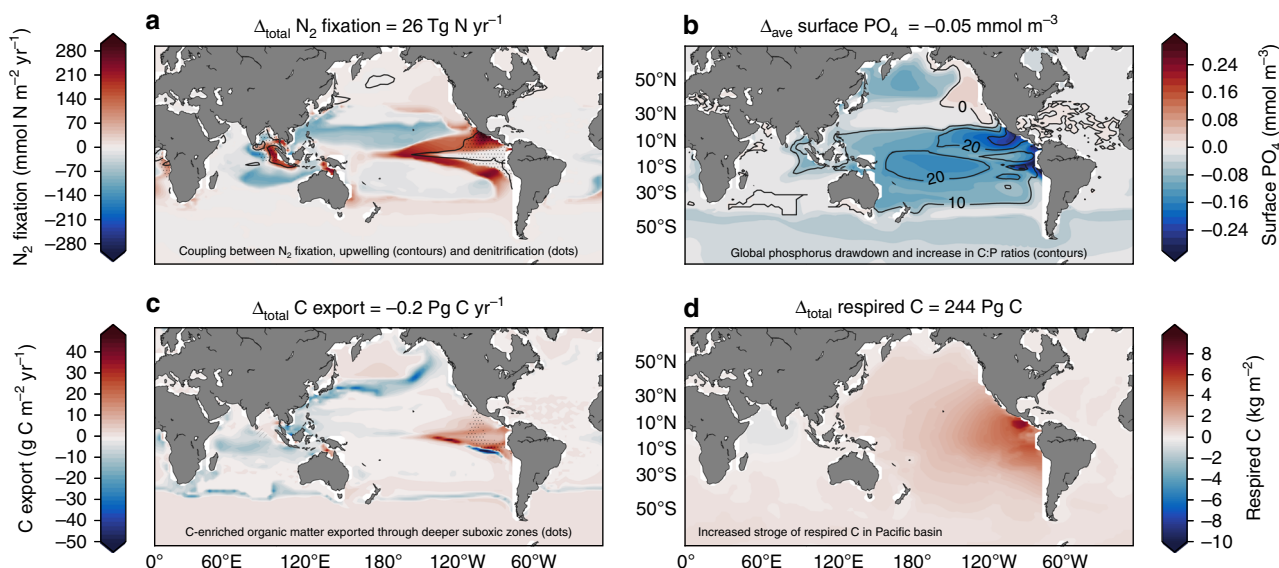 a
Δtotal N2 fixation = 26 Tg N yr−1
N2 fixation (mmol N m−2 yr−1)
280
210
140
70
0
−70
−140
−210
−280
Coupling between N2 fixation, upwelling (contours) and denitrification (dots)
b
Δave surface PO4 = −0.05 mmol m−3
50°N
30°N
10°N
10°S
30°S
50°S
0
20
20
10
Global phosphorus drawdown and increase in C:P ratios (contours)
0.24
0.16
0.08
0.0
−0.08
−0.16
−0.24
Surface PO4 (mmol m−3)
c
Δtotal C export = −0.2 Pg C yr−1
C export (g C m−2 yr−1)
40
30
20
10
0
−10
−20
−30
−40
−50
C-enriched organic matter exported through deeper suboxic zones (dots)
0°
60°E
120°E
180°
120°W
60°W
d
Δtotal respired C = 244 Pg C
50°N
30°N
10°N
10°S
30°S
50°S
Increased stroge of respired C in Pacific basin
0°
60°E
120°E
180°
120°W
60°W
8
6
4
2
0
−2
−4
−6
−8
−10
Respired C (kg m−2)